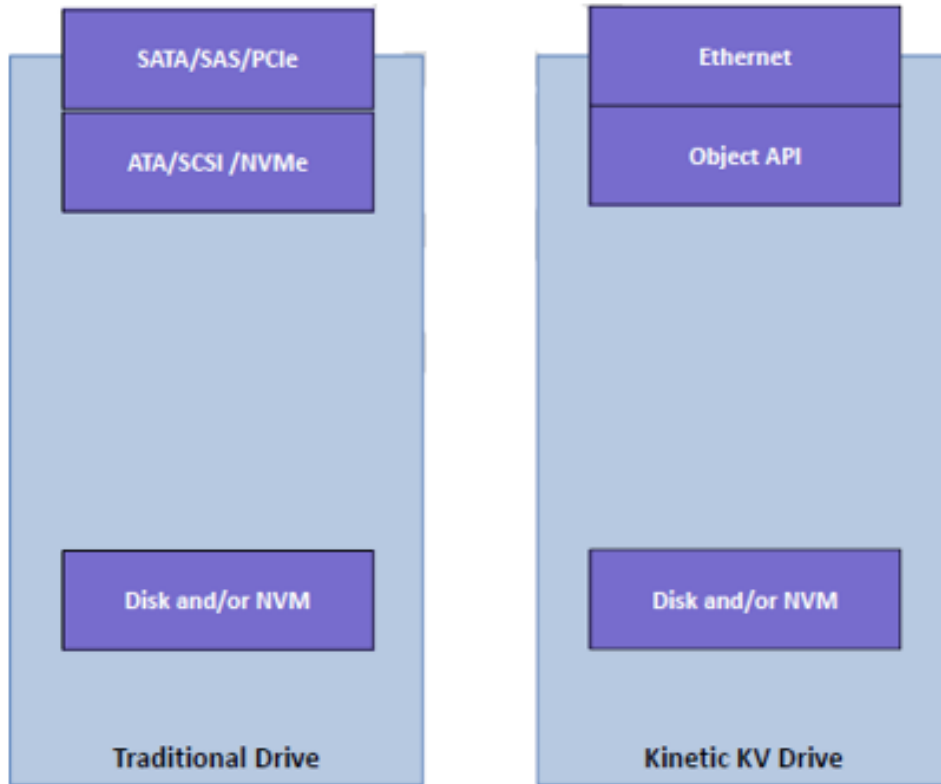 SATA/SAS/PCIe
ATA/SCSI /NVMe
Disk and/or NVM
Traditional Drive
Ethernet
Object API
Disk and/or NVM
Kinetic KV Drive